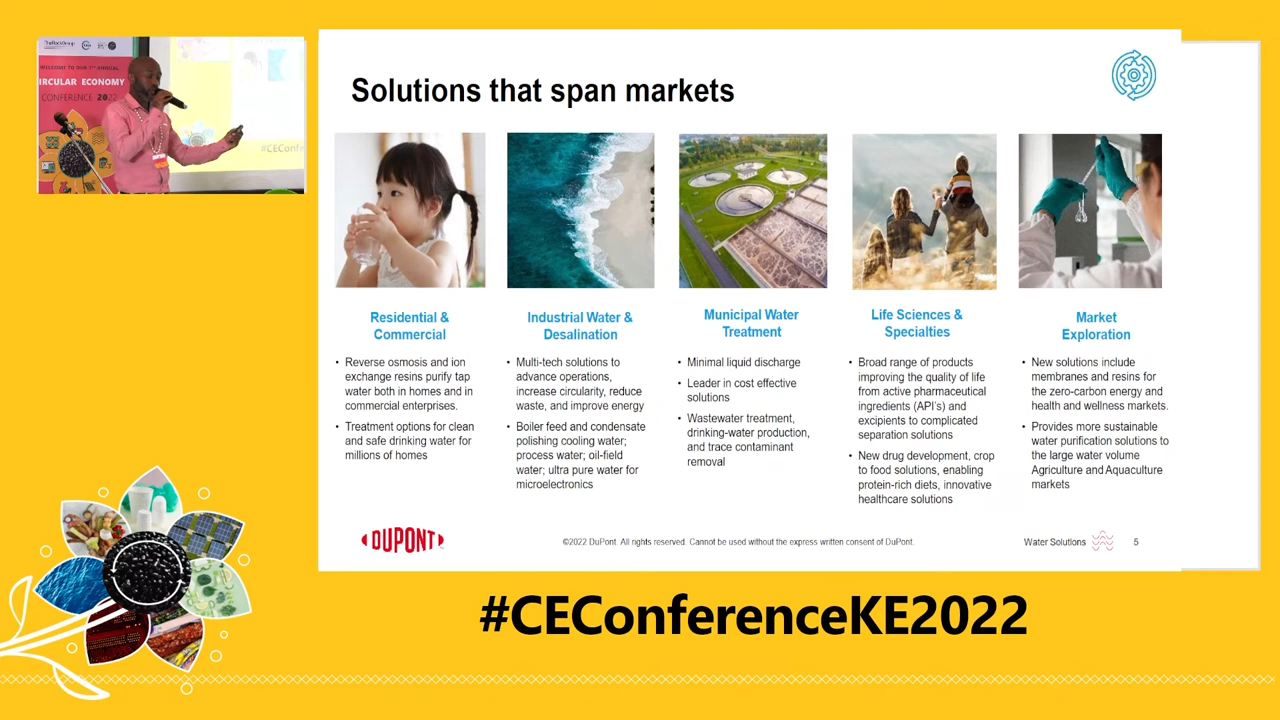 WELCOME TO OUR 7TH ANNUAL
IRCULAR ECONOMY
CONFERENCE 2022
#CEConfe
Solutions that span markets
Residential &
Commercial
• Reverse osmosis and ion
exchange resins purify tap
water both in homes and in
commercial enterprises.
• Treatment options for clean
and safe drinking water for
millions of homes
Industrial Water &
Desalination
• Multi-tech solutions to
advance operations,
increase circularity, reduce
waste, and improve energy
• Boiler feed and condensate
polishing cooling water;
process water; oil-field
water; ultra pure water for
microelectronics
Municipal Water
Treatment
• Minimal liquid discharge
• Leader in cost effective
solutions
• Wastewater treatment,
drinking-water production,
and trace contaminant
removal
Life Sciences &
Specialties
• Broad range of products
improving the quality of life
from active pharmaceutical
ingredients (API's) and
excipients to complicated
separation solutions
• New drug development, crop
to food solutions, enabling
protein-rich diets, innovative
healthcare solutions
Market
Exploration
• New solutions include
membranes and resins for
the zero-carbon energy and
health and wellness markets.
• Provides more sustainable
water purification solutions to
the large water volume
Agriculture and Aquaculture
markets
DUPONT
©2022 DuPont. All rights reserved. Cannot be used without the express written consent of DuPont.
Water Solutions
5
#CEConferenceKE2022